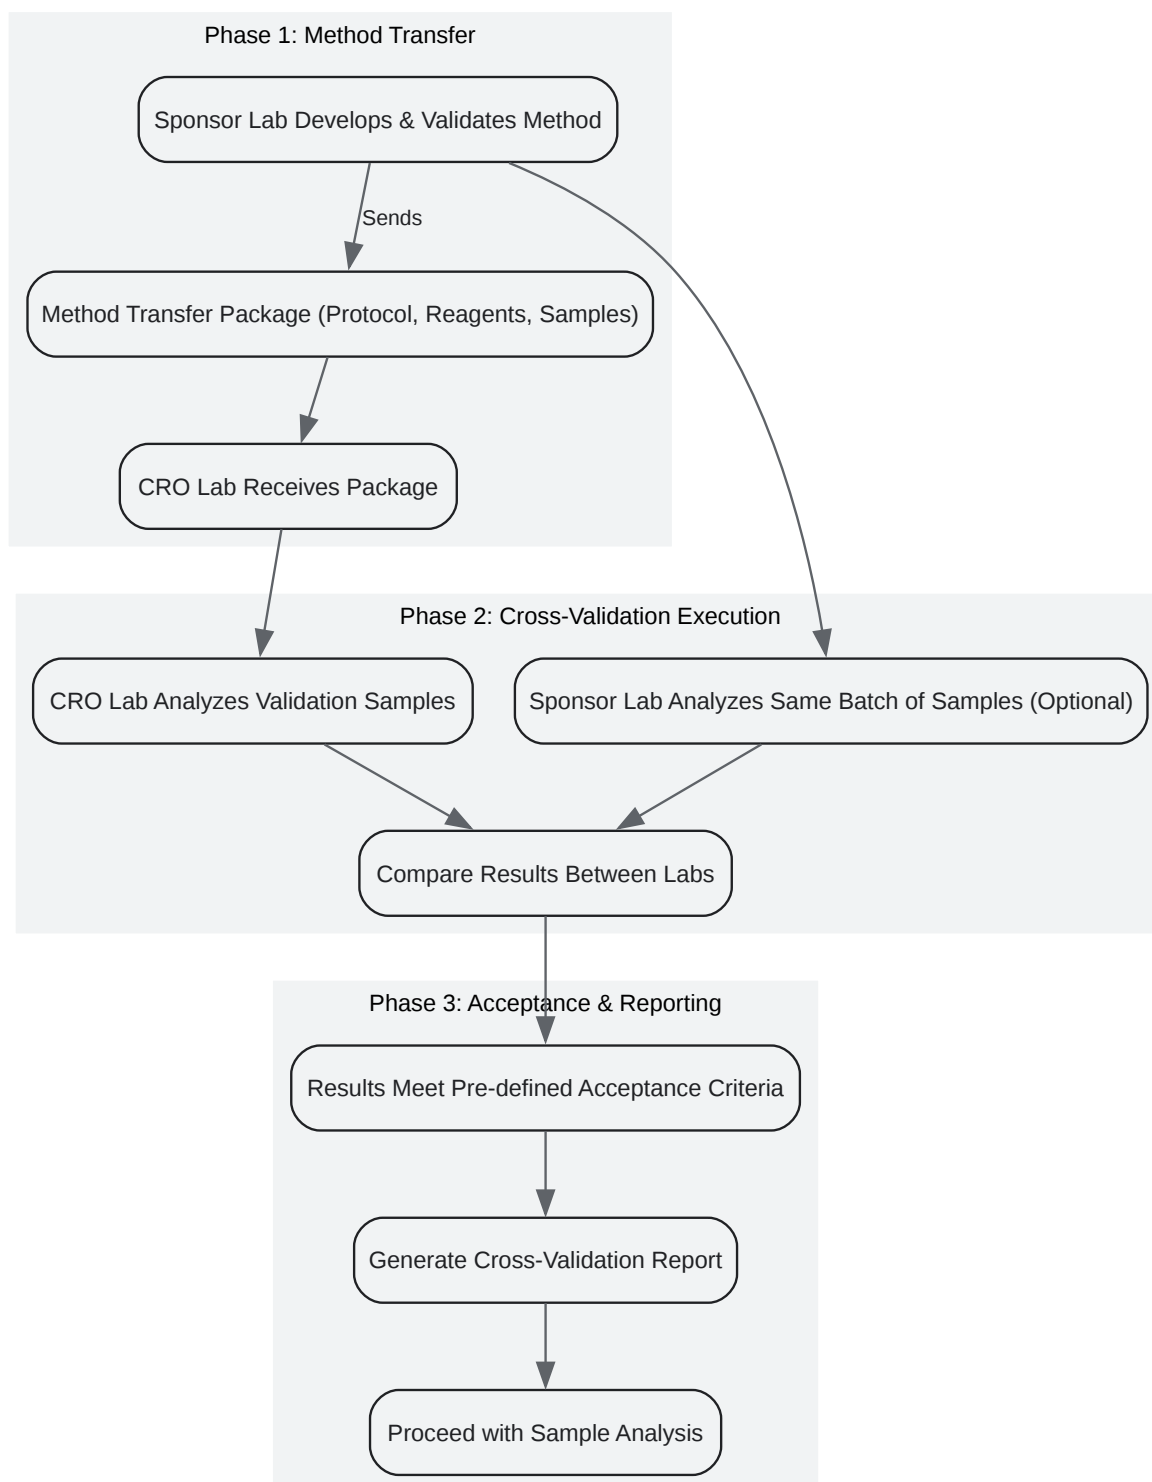 Phase 1: Method Transfer
Sponsor Lab Develops & Validates Method
Sends
Method Transfer Package (Protocol, Reagents, Samples)
CRO Lab Receives Package
Phase 2: Cross-Validation Execution
CRO Lab Analyzes Validation Samples
Sponsor Lab Analyzes Same Batch of Samples (Optional)
Compare Results Between Labs
Phase 3: Acceptance & Reporting
Results Meet Pre-defined Acceptance Criteria
Generate Cross-Validation Report
Proceed with Sample Analysis